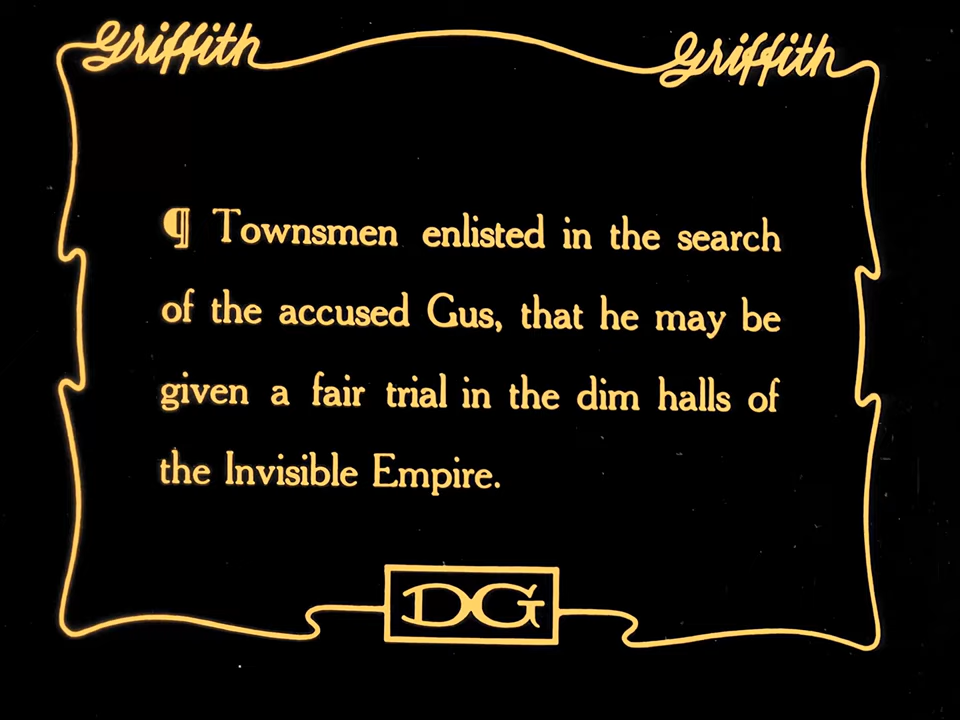 Griffith Griffith
¶ Townsmen enlisted in the search
of the accused Gus, that he may be
given a fair trial in the dim halls of
the Invisible Empire.
DG